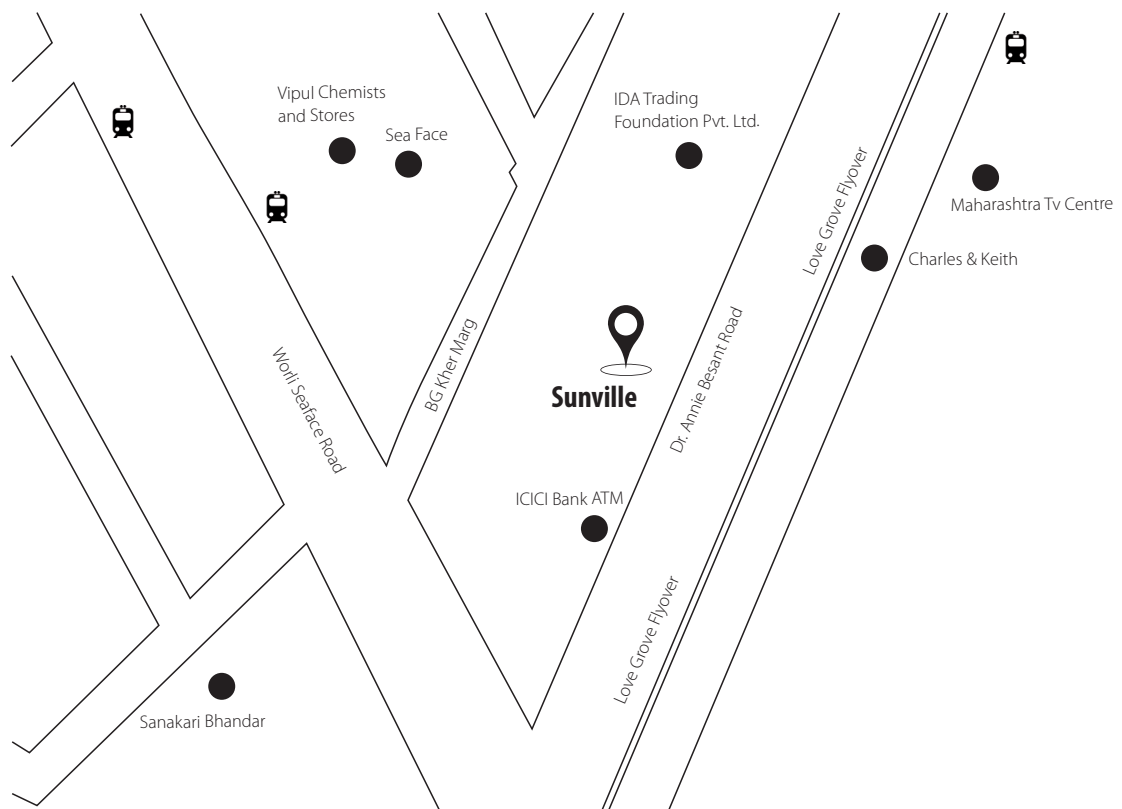 Vipul Chemists
and Stores
Sea Face
IDA Trading
Foundation Pvt. Ltd.
Love Grove Flyover
Maharashtra Tv Centre
Charles & Keith
Worli Seaface Road
BG Kher Marg
Sunville
Dr. Annie Besant Road
ICICI Bank ATM
Love Grove Flyover
Sanakari Bhandar